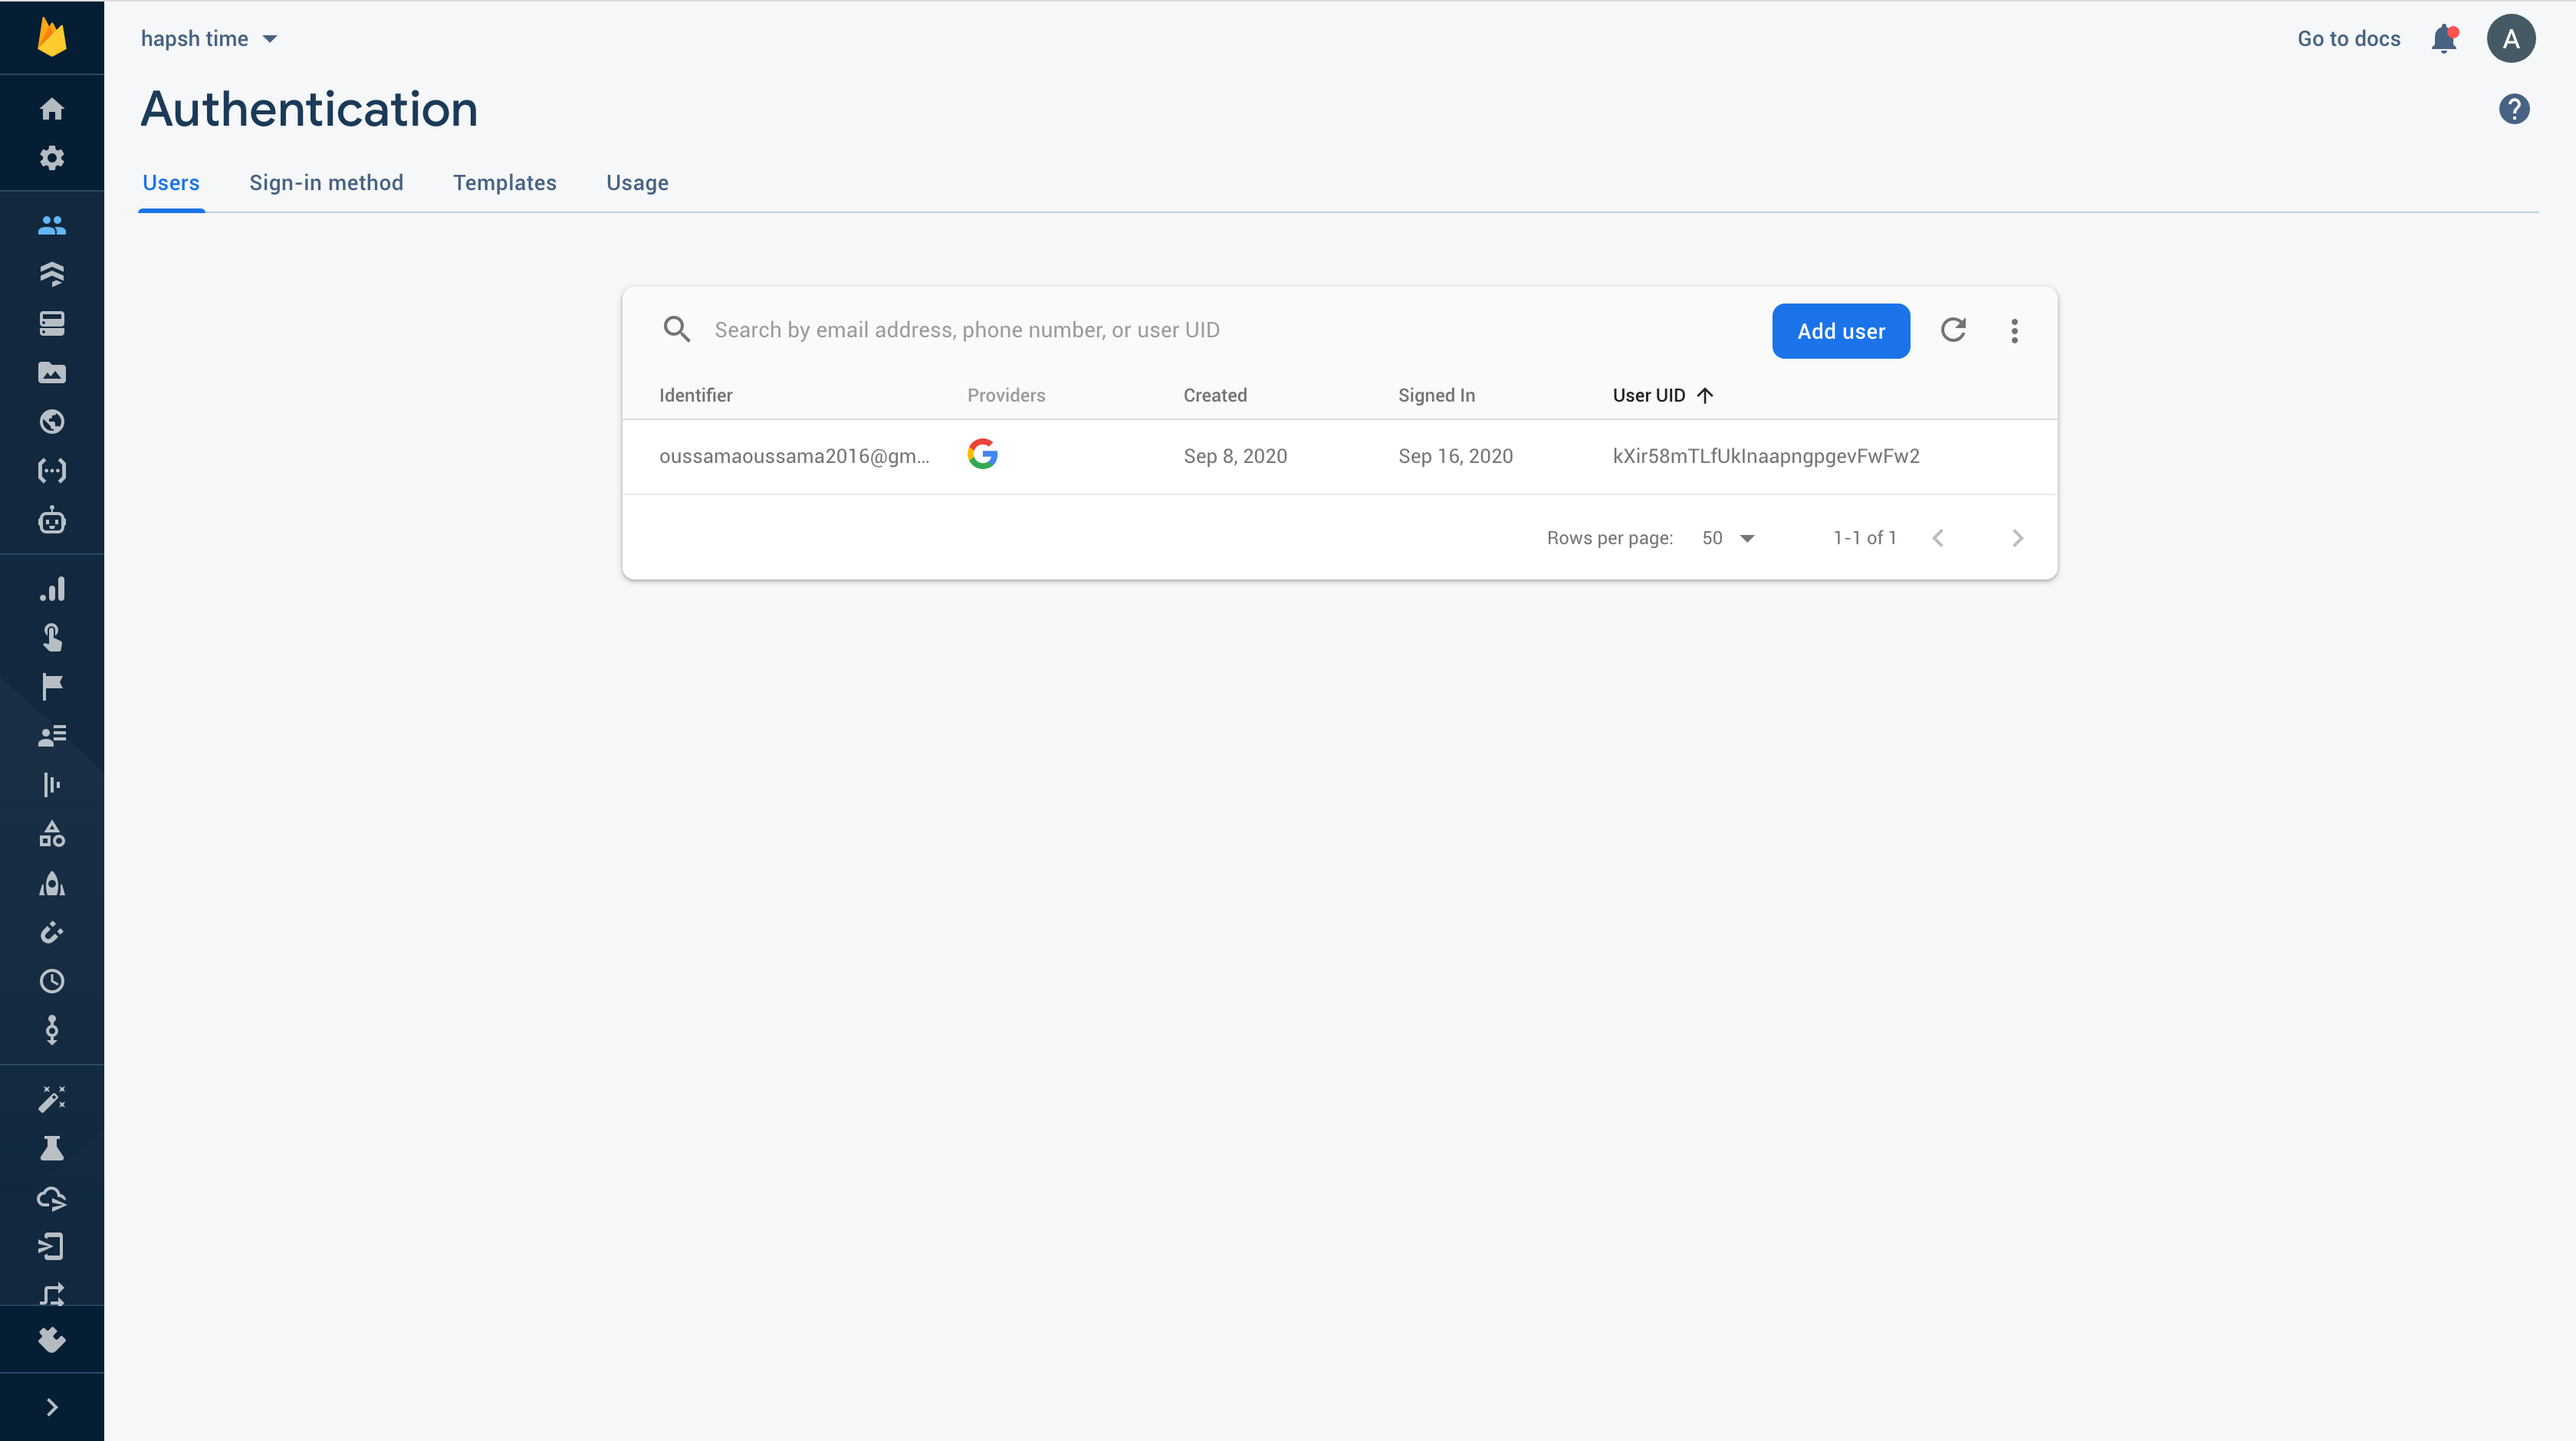 hapsh time
Go to docs
A
Authentication
?
Users Sign-in method Templates Usage
Search by email address, phone number, or user UID
Add user
Identifier Providers Created Signed In User UID
oussamaoussama2016@gm... Sep 8, 2020 Sep 16, 2020 kXir58mTLfUkInaapngpgevFwFw2
Rows per page: 50 1-1 of 1